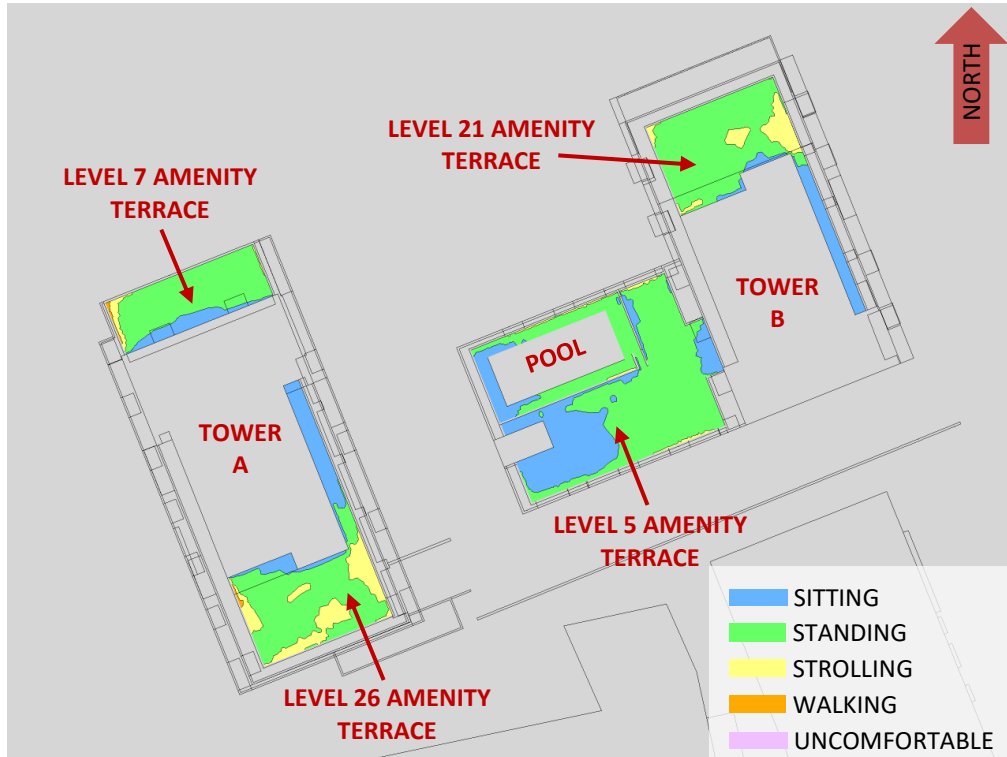 NORTH
LEVEL 21 AMENITY
TERRACE
LEVEL 7 AMENITY
TERRACE
TOWER
B
POOL
TOWER
A
LEVEL 5 AMENITY
TERRACE
LEVEL 26 AMENITY
TERRACE
SITTING
STANDING
STROLLING
WALKING
UNCOMFORTABLE